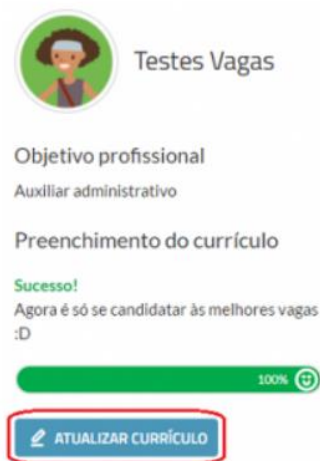 Testes Vagas
Objetivo profissional
Auxiliar administrativo
Preenchimento do currículo
Sucesso!
Agora é só se candidatar às melhores vagas
:D
100%
ATUALIZAR CURRÍCULO